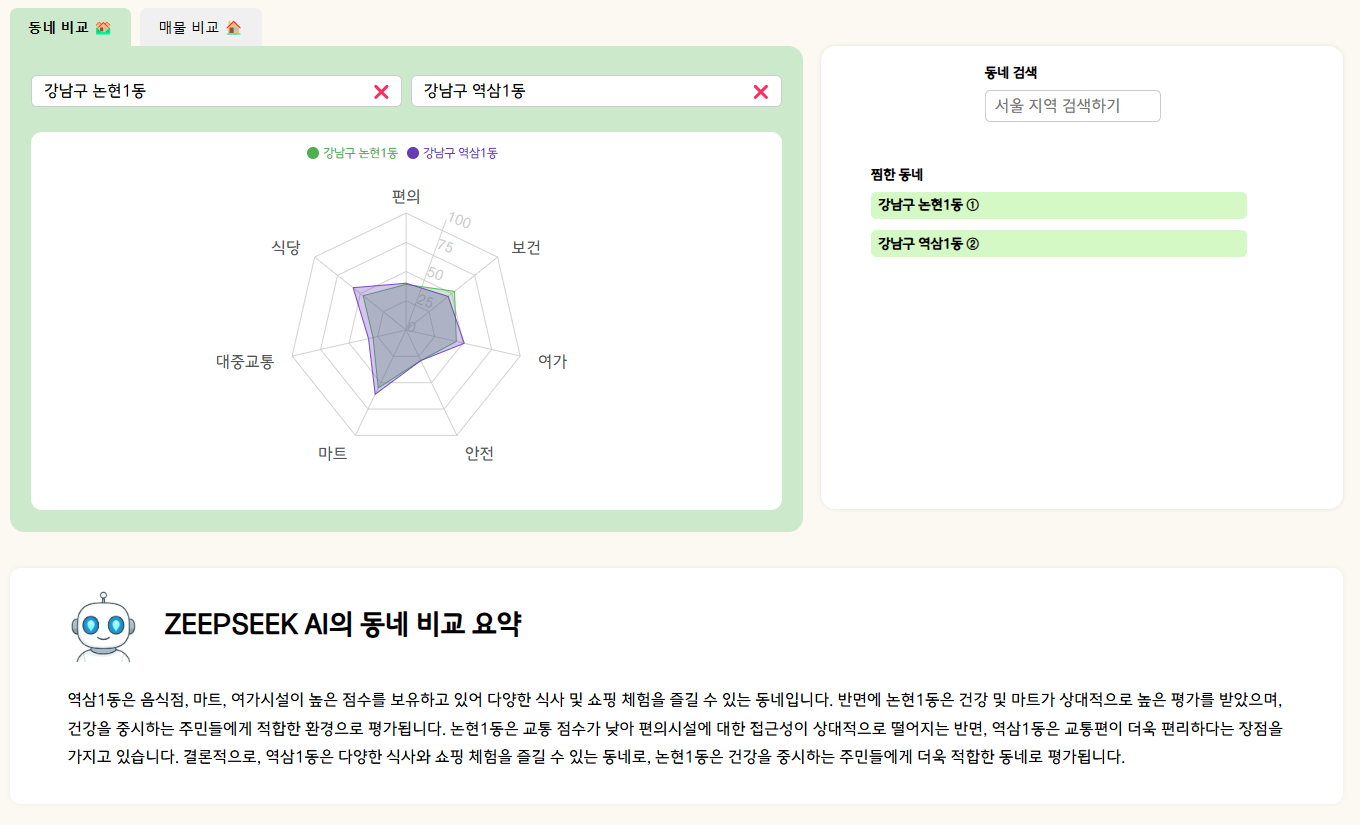 동네 비교
매물 비교
강남구 논현1동
강남구 역삼1동
강남구 논현1동 강남구 역삼1동
편의
보건
여가
안전
마트
대중교통
식당
100
75
50
25
0
동네 검색
서울 지역 검색하기
찜한 동네
강남구 논현1동 ①
강남구 역삼1동 ②
ZEEPSEEK AI의 동네 비교 요약
역삼1동은 음식점, 마트, 여가시설이 높은 점수를 보유하고 있어 다양한 식사 및 쇼핑 체험을 즐길 수 있는 동네입니다. 반면에 논현1동은 건강 및 마트가 상대적으로 높은 평가를 받았으며,
건강을 중시하는 주민들에게 적합한 환경으로 평가됩니다. 논현1동은 교통 점수가 낮아 편의시설에 대한 접근성이 상대적으로 떨어지는 반면, 역삼1동은 교통편이 더욱 편리하다는 장점을
가지고 있습니다. 결론적으로, 역삼1동은 다양한 식사와 쇼핑 체험을 즐길 수 있는 동네로, 논현1동은 건강을 중시하는 주민들에게 더욱 적합한 동네로 평가됩니다.